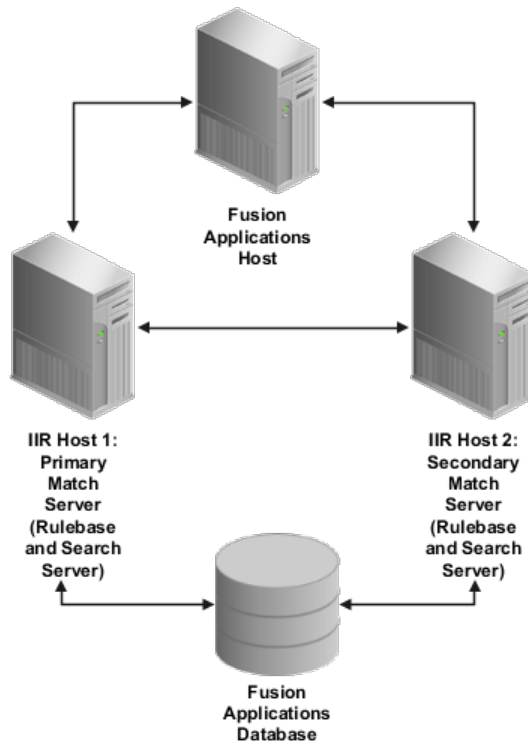 Fusion
Applications
Host
IIR Host 1:
Primary
Match
Server
(Rulebase
and Search
Server)
IIR Host 2:
Secondary
Match
Server
(Rulebase
and Search
Server)
Fusion
Applications
Database